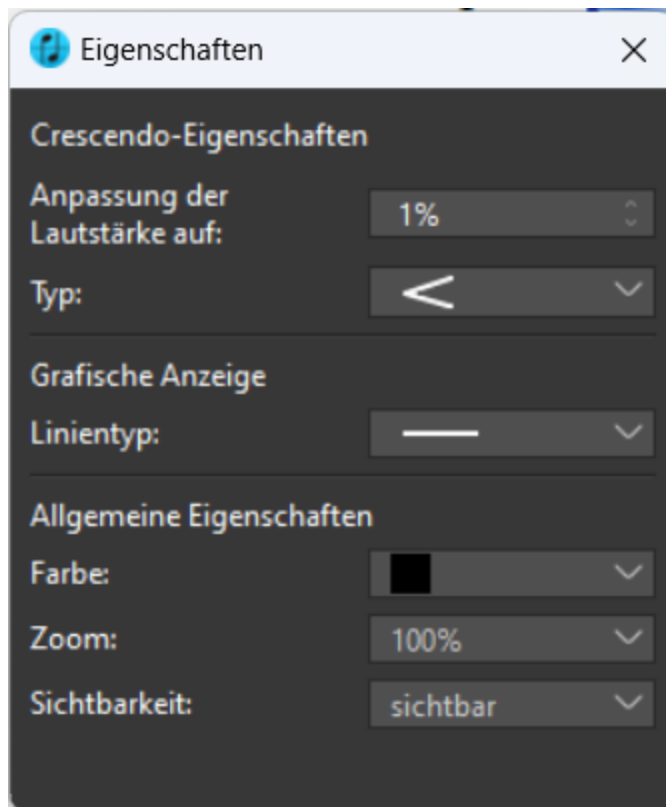 Eigenschaften
Crescendo-Eigenschaften
Anpassung der
Lautstärke auf:
1%
Typ:
Grafische Anzeige
Linientyp:
Allgemeine Eigenschaften
Farbe:
Zoom:
100%
Sichtbarkeit:
sichtbar